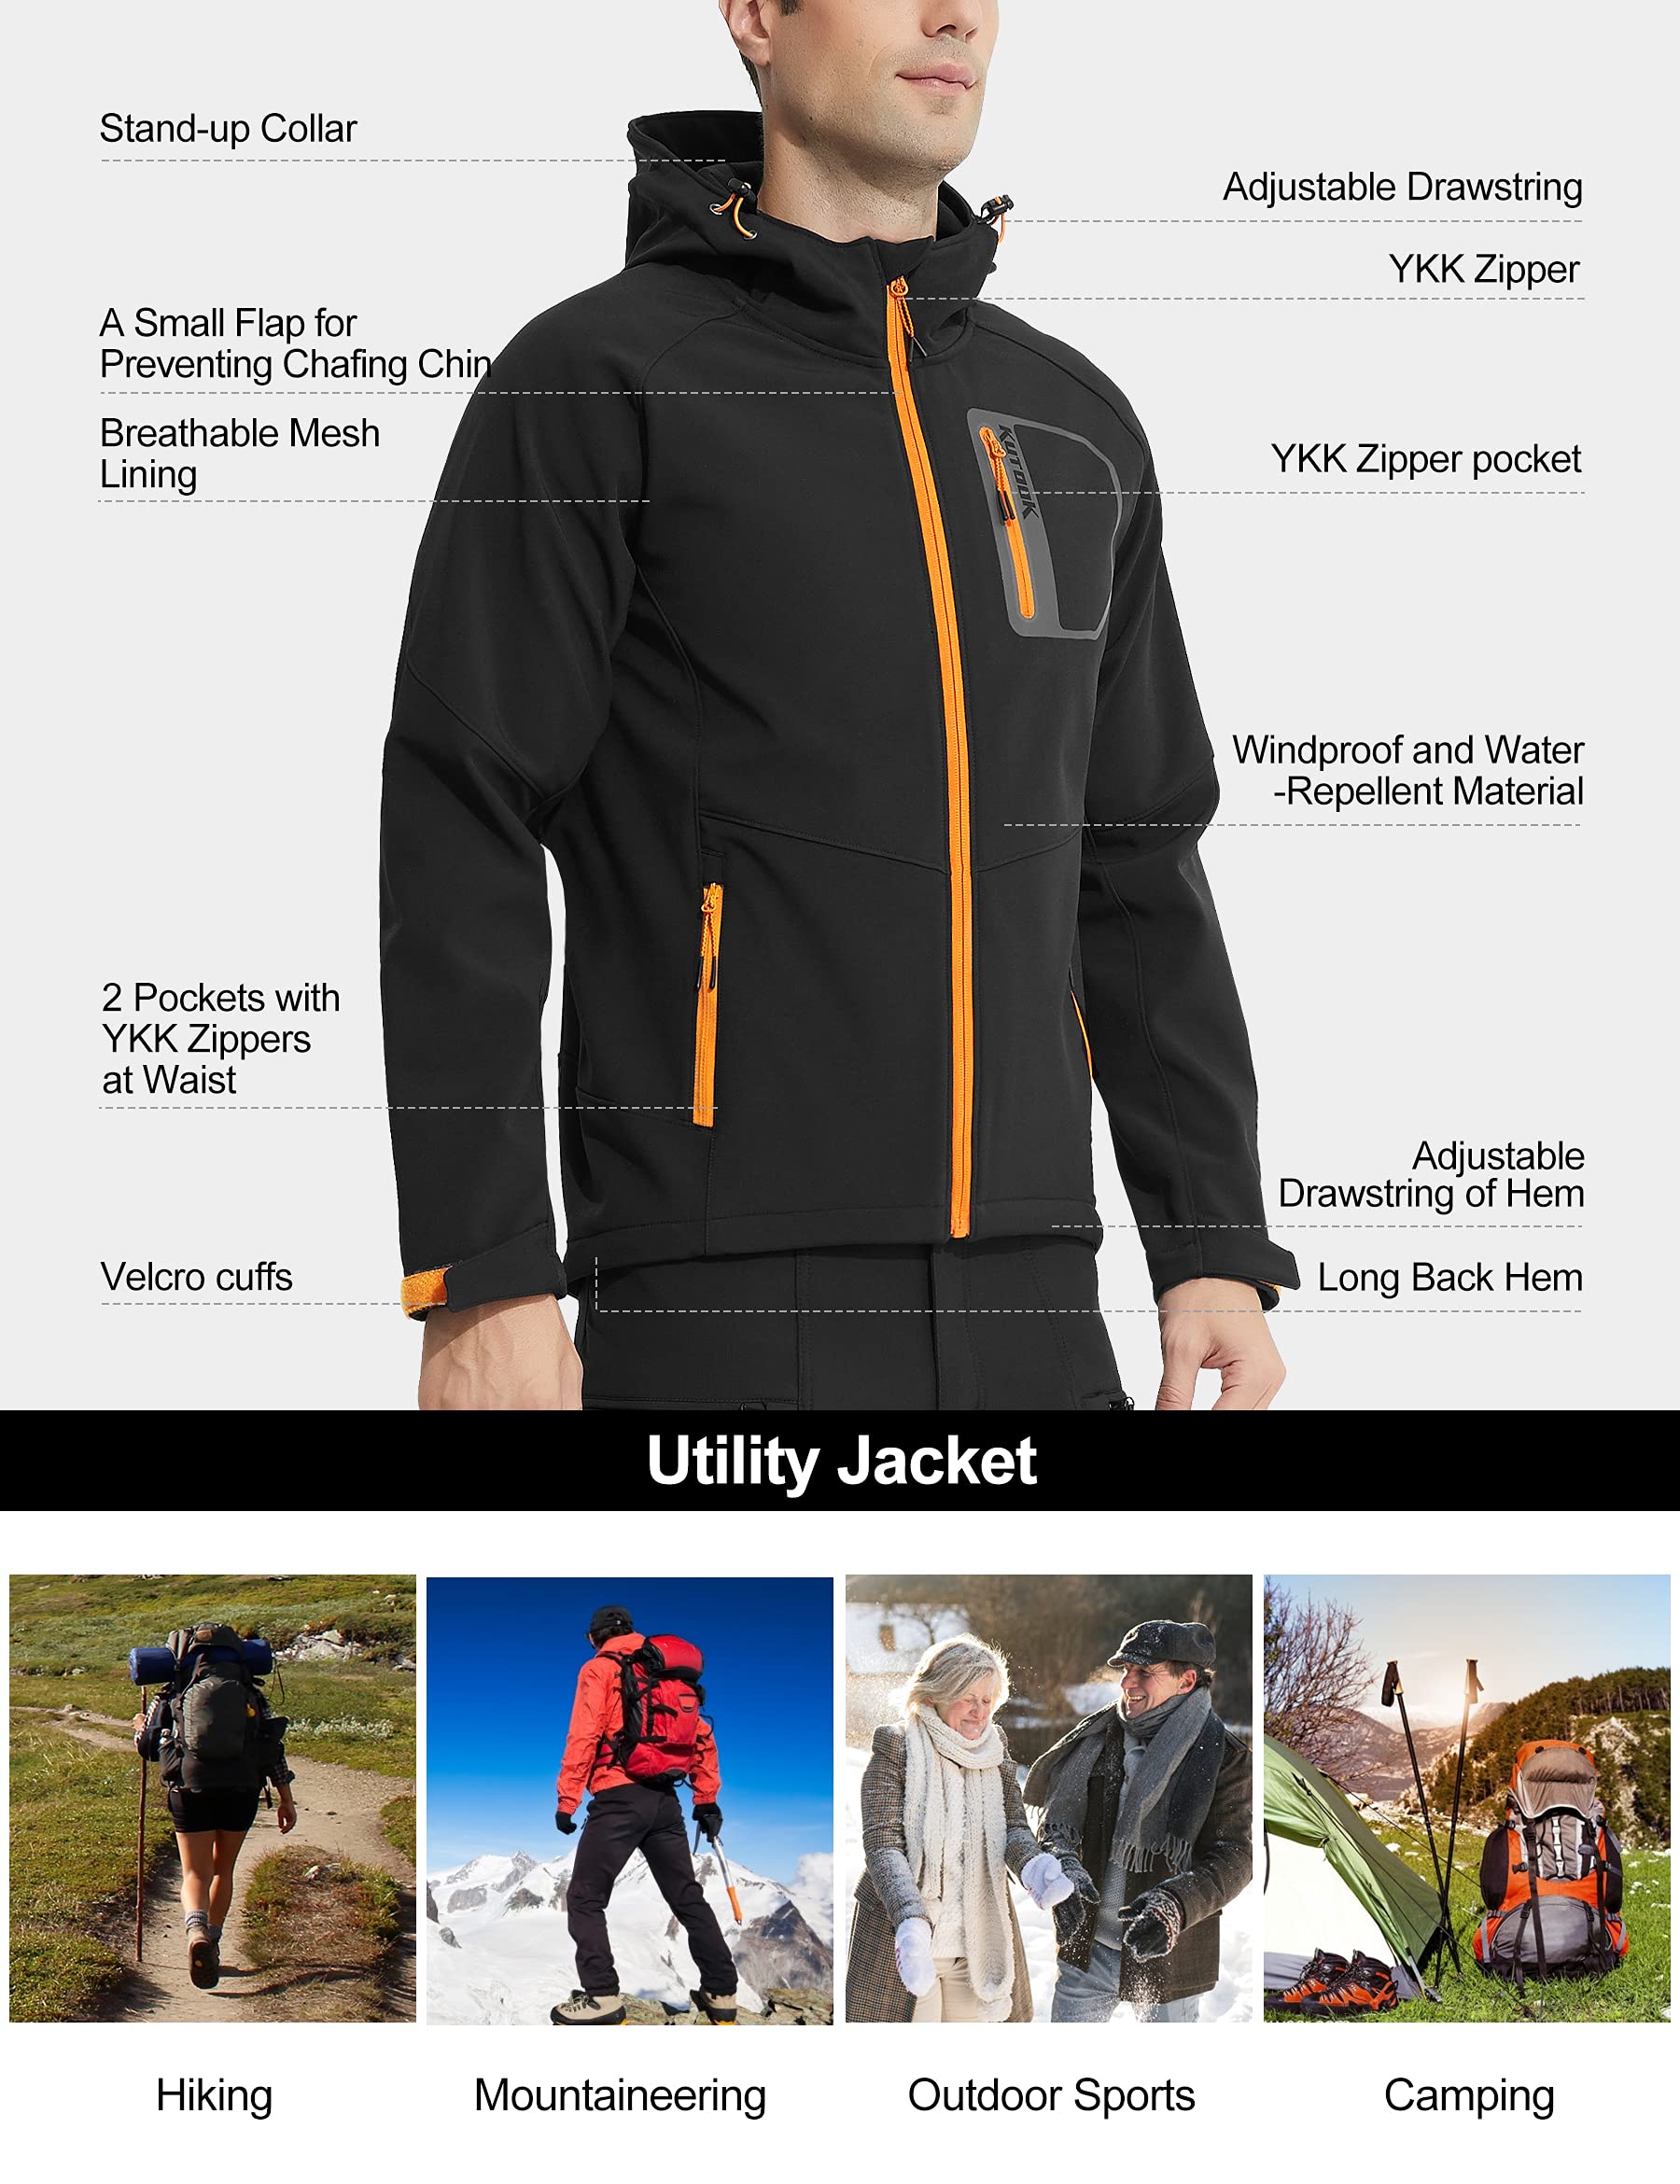 Stand-up Collar
Adjustable Drawstring
YKK Zipper
A Small Flap for
Preventing Chafing Chin
Breathable Mesh
Lining
YKK Zipper pocket
KUTOOK
Windproof and Water
-Repellent Material
2 Pockets with
YKK Zippers
at Waist
Adjustable
Drawstring of Hem
Velcro cuffs
Long Back Hem
Utility Jacket
Hiking
Mountaineering
Outdoor Sports
Camping